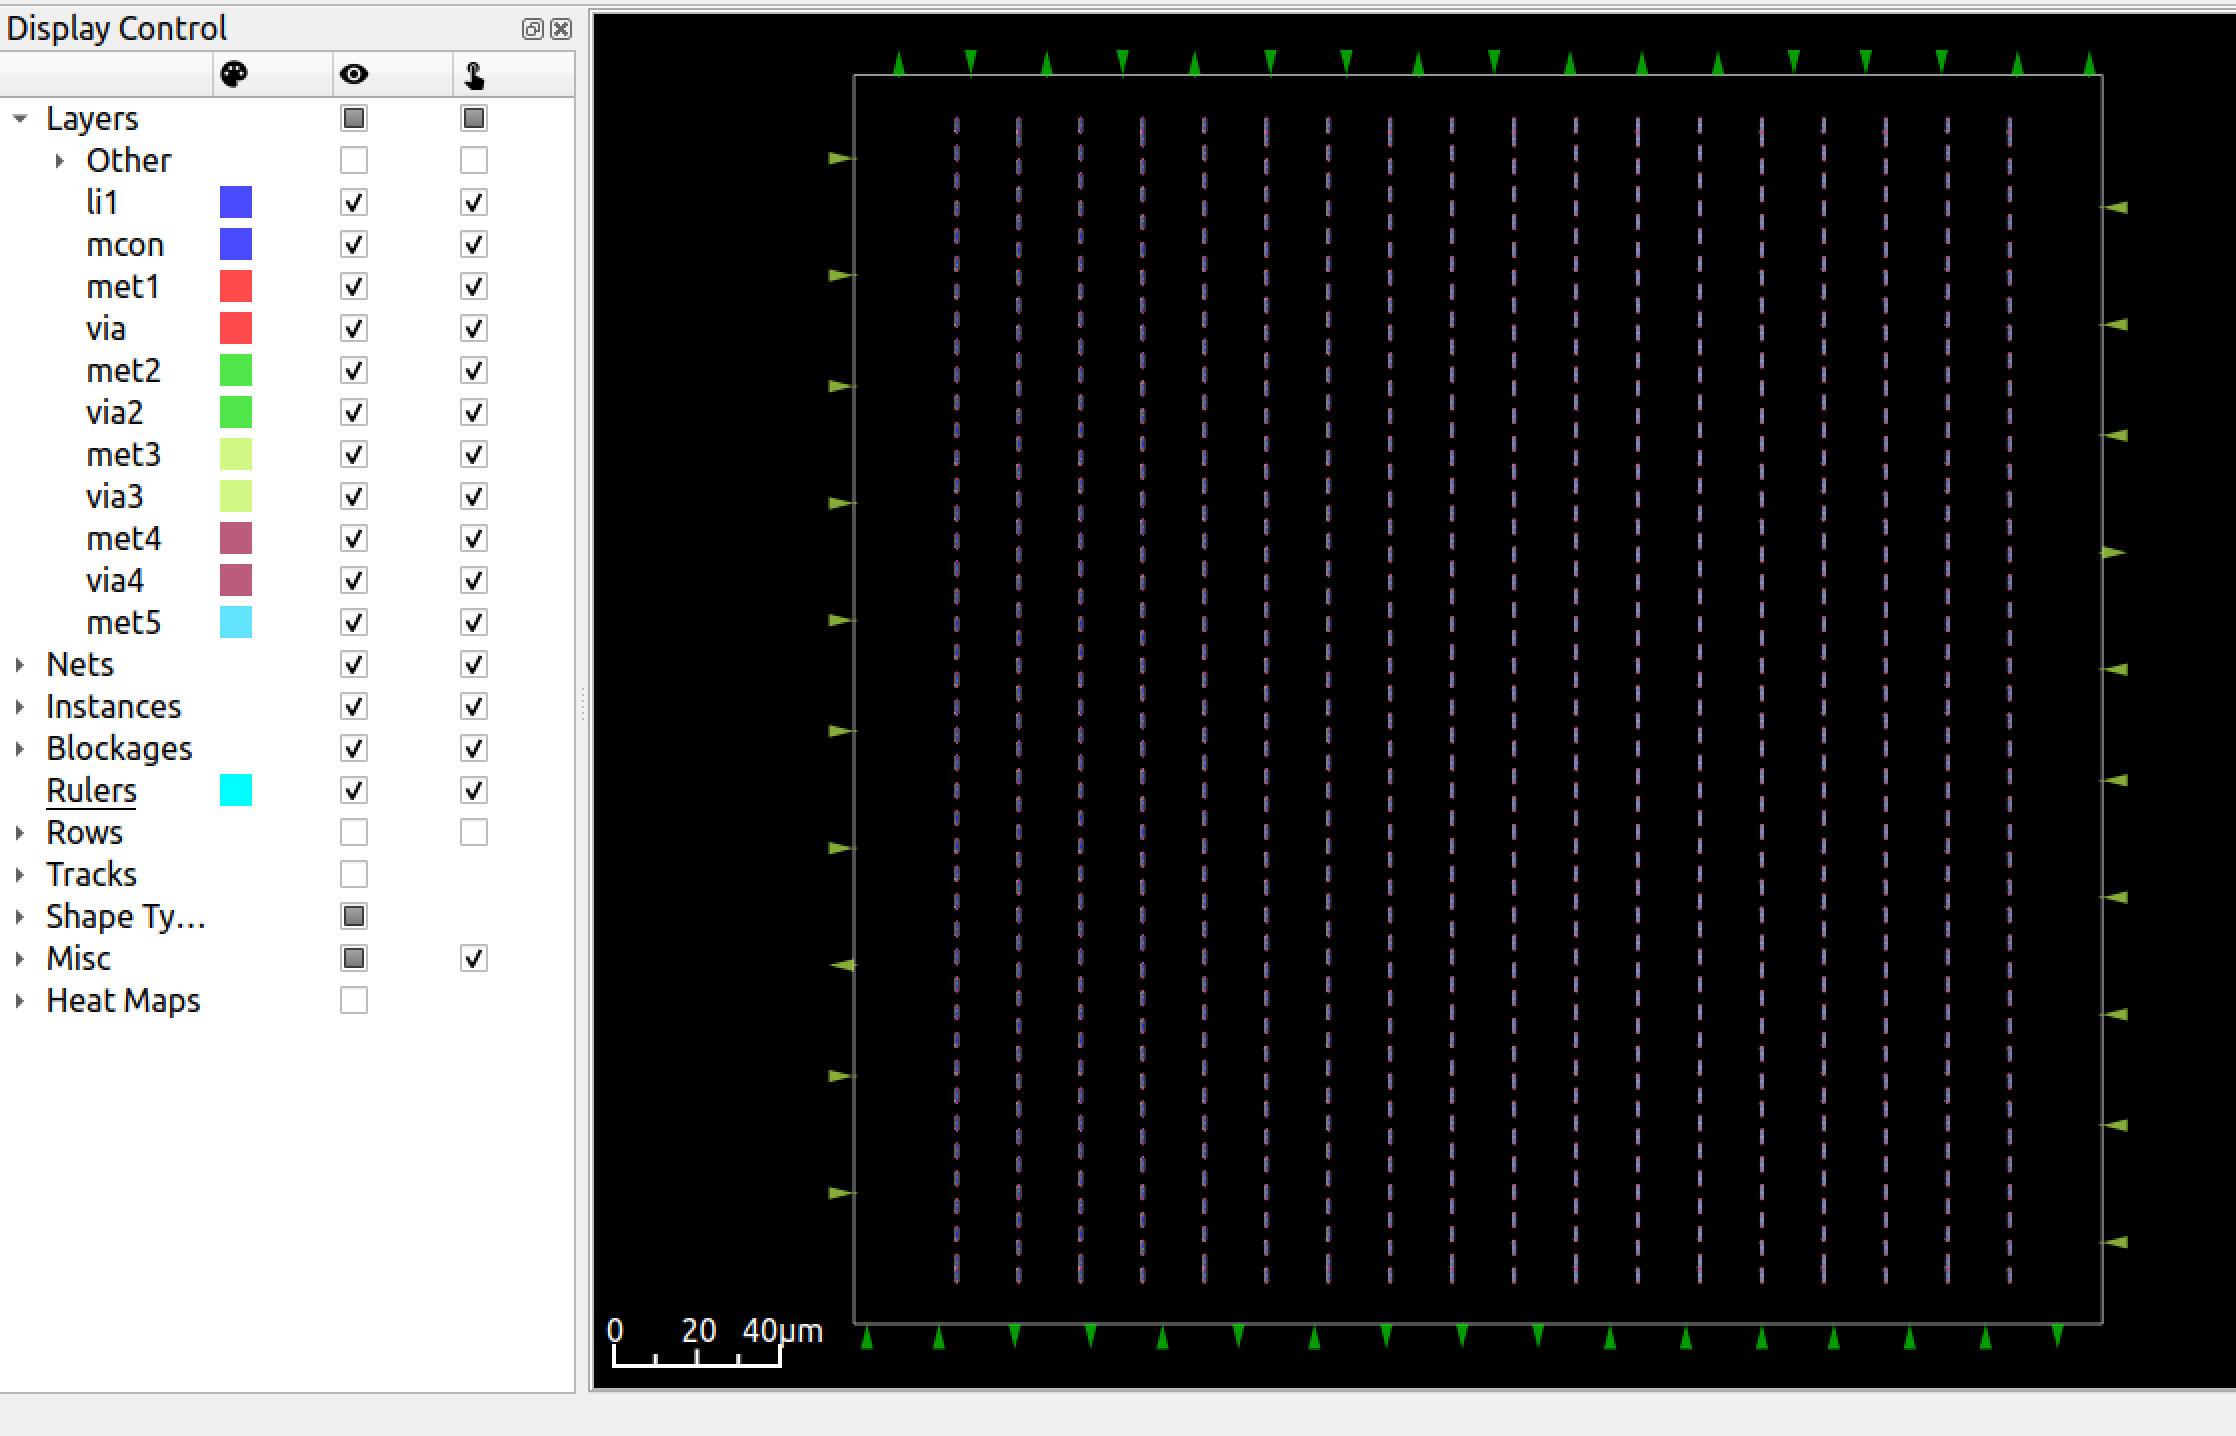 Display Control
Layers
Other
li1
mcon
met1
via
met2
via2
met3
via3
met4
via4
met5
Nets
Instances
Blockages
Rulers
Rows
Tracks
Shape Ty...
Misc
Heat Maps
0 20 40μm